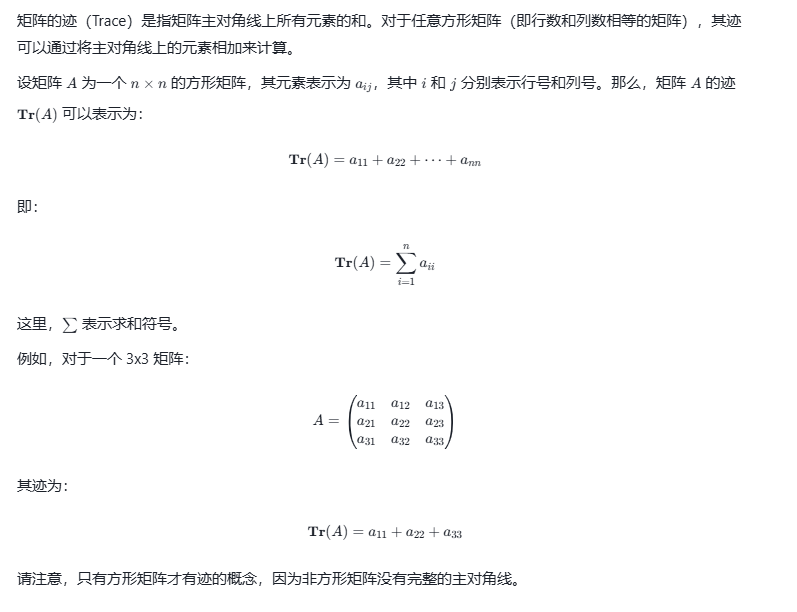 矩阵的迹（Trace）是指矩阵主对角线上所有元素的和。对于任意方形矩阵（即行数和列数相等的矩阵），其迹
可以通过将主对角线上的元素相加来计算。
设矩阵 A 为一个 n × n 的方形矩阵，其元素表示为 a_{ij}，其中 i 和 j 分别表示行号和列号。那么，矩阵 A 的迹
Tr(A) 可以表示为：
Tr(A) = a_{11} + a_{22} + ⋯ + a_{nn}
即：
Tr(A) = \sum_{i=1}^{n} a_{ii}
这里，∑ 表示求和符号。
例如，对于一个 3x3 矩阵：
A = \begin{pmatrix} a_{11} & a_{12} & a_{13} \\ a_{21} & a_{22} & a_{23} \\ a_{31} & a_{32} & a_{33} \end{pmatrix}
其迹为：
Tr(A) = a_{11} + a_{22} + a_{33}
请注意，只有方形矩阵才有迹的概念，因为非方形矩阵没有完整的主对角线。